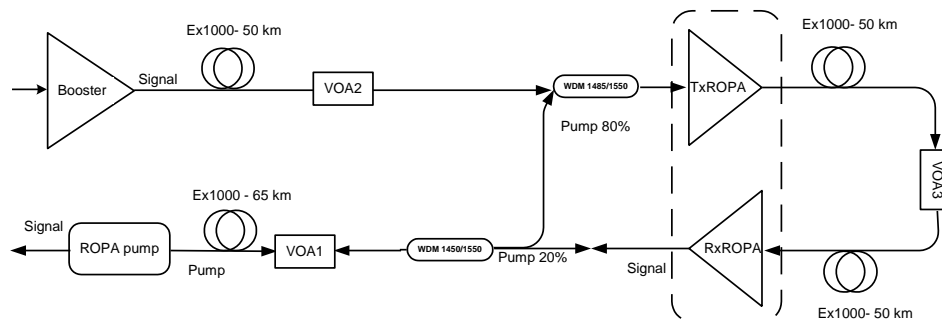 Ex1000- 50 km
Ex1000- 50 km
Booster
Signal
VOA2
WDM 1485/1550
TxROPA
Pump 80%
VOA3
Ex1000 - 65 km
Signal
ROPA pump
Pump
VOA1
WDM 1450/1550
Pump 20%
Signal
RxROPA
Ex1000- 50 km